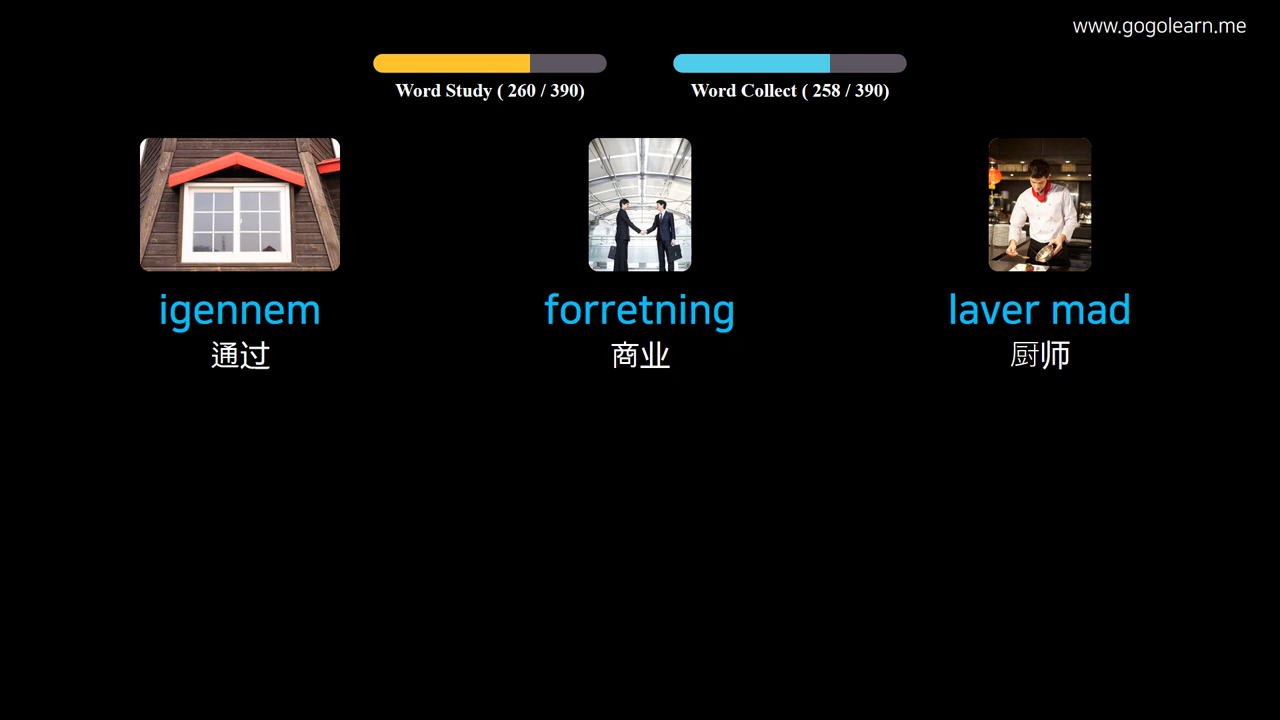 www.gogolearn.me
Word Study ( 260 / 390)
Word Collect ( 258 / 390)
igennem
通过
forretning
商业
laver mad
厨师